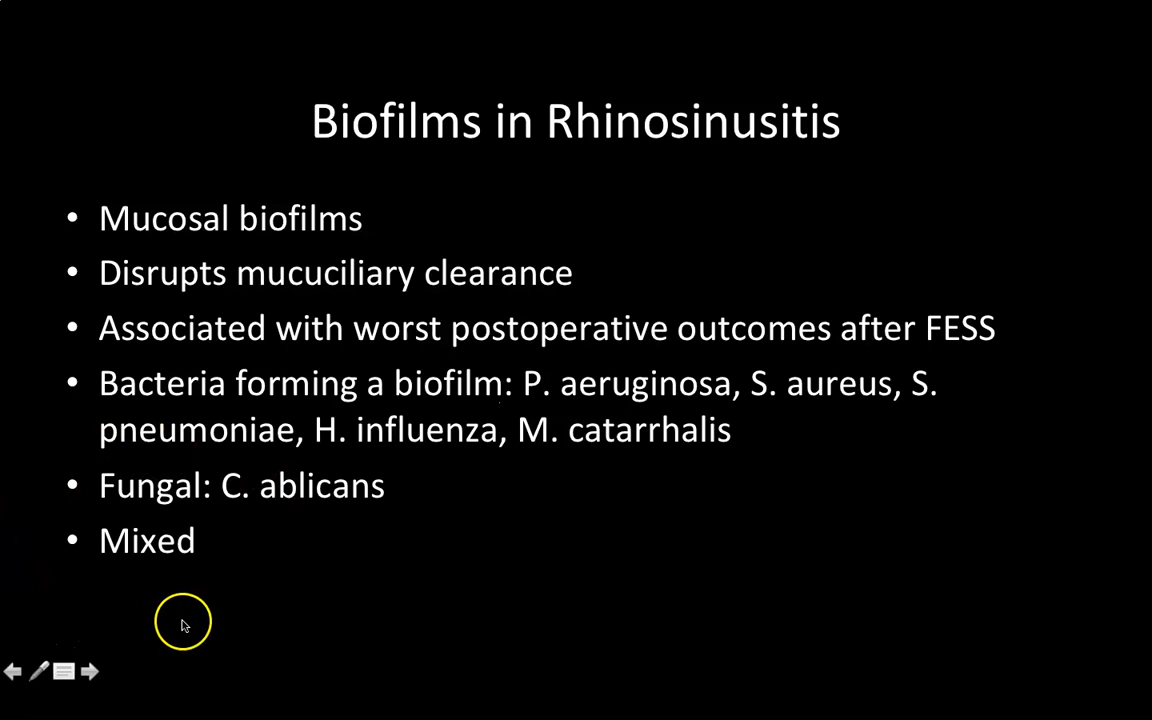 Biofilms in Rhinosinusitis
• Mucosal biofilms
• Disrupts mucuciliary clearance
• Associated with worst postoperative outcomes after FESS
• Bacteria forming a biofilm: P. aeruginosa, S. aureus, S.
pneumoniae, H. influenza, M. catarrhalis
• Fungal: C. ablicans
• Mixed